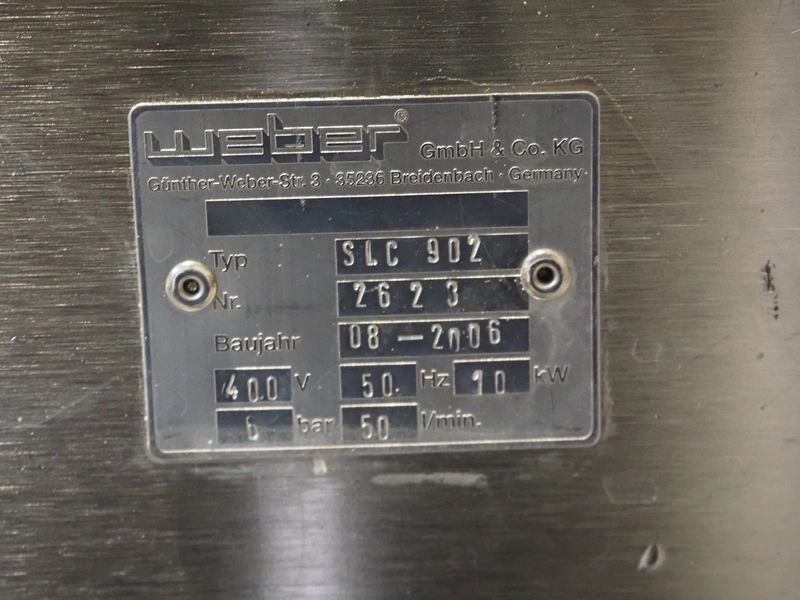 weber® GmbH & Co. KG
Günther-Weber-Str. 3 · 35236 Breidenbach · Germany
Typ SLC 902
Nr. 2623
Baujahr 08-2006
400 V 50 Hz 10 kW
6 bar 50 l/min.